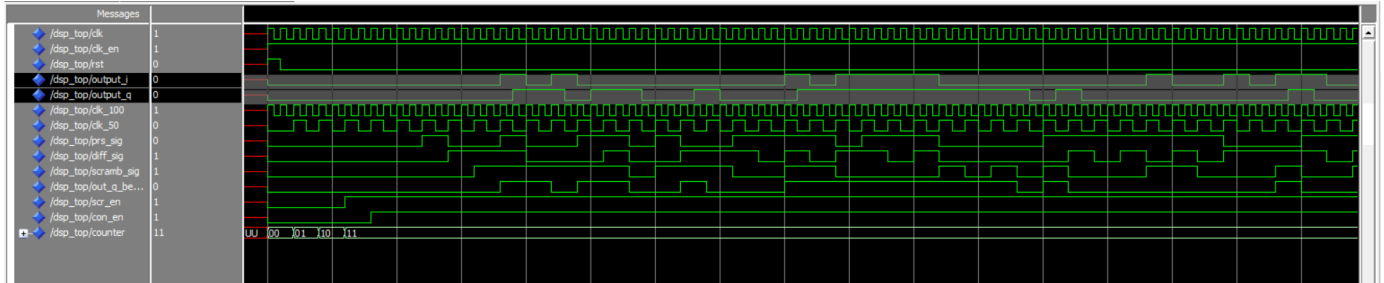 Messages
/dsp_top/clk 1
/dsp_top/clk_en 1
/dsp_top/rst 0
/dsp_top/output_i 0
/dsp_top/output_q 0
/dsp_top/clk_100 1
/dsp_top/clk_50 0
/dsp_top/prs_sig 0
/dsp_top/diff_sig 1
/dsp_top/scramb_sig 1
/dsp_top/out_q_be... 0
/dsp_top/scr_en 1
/dsp_top/con_en 1
/dsp_top/counter 11 UU 00 01 10 11